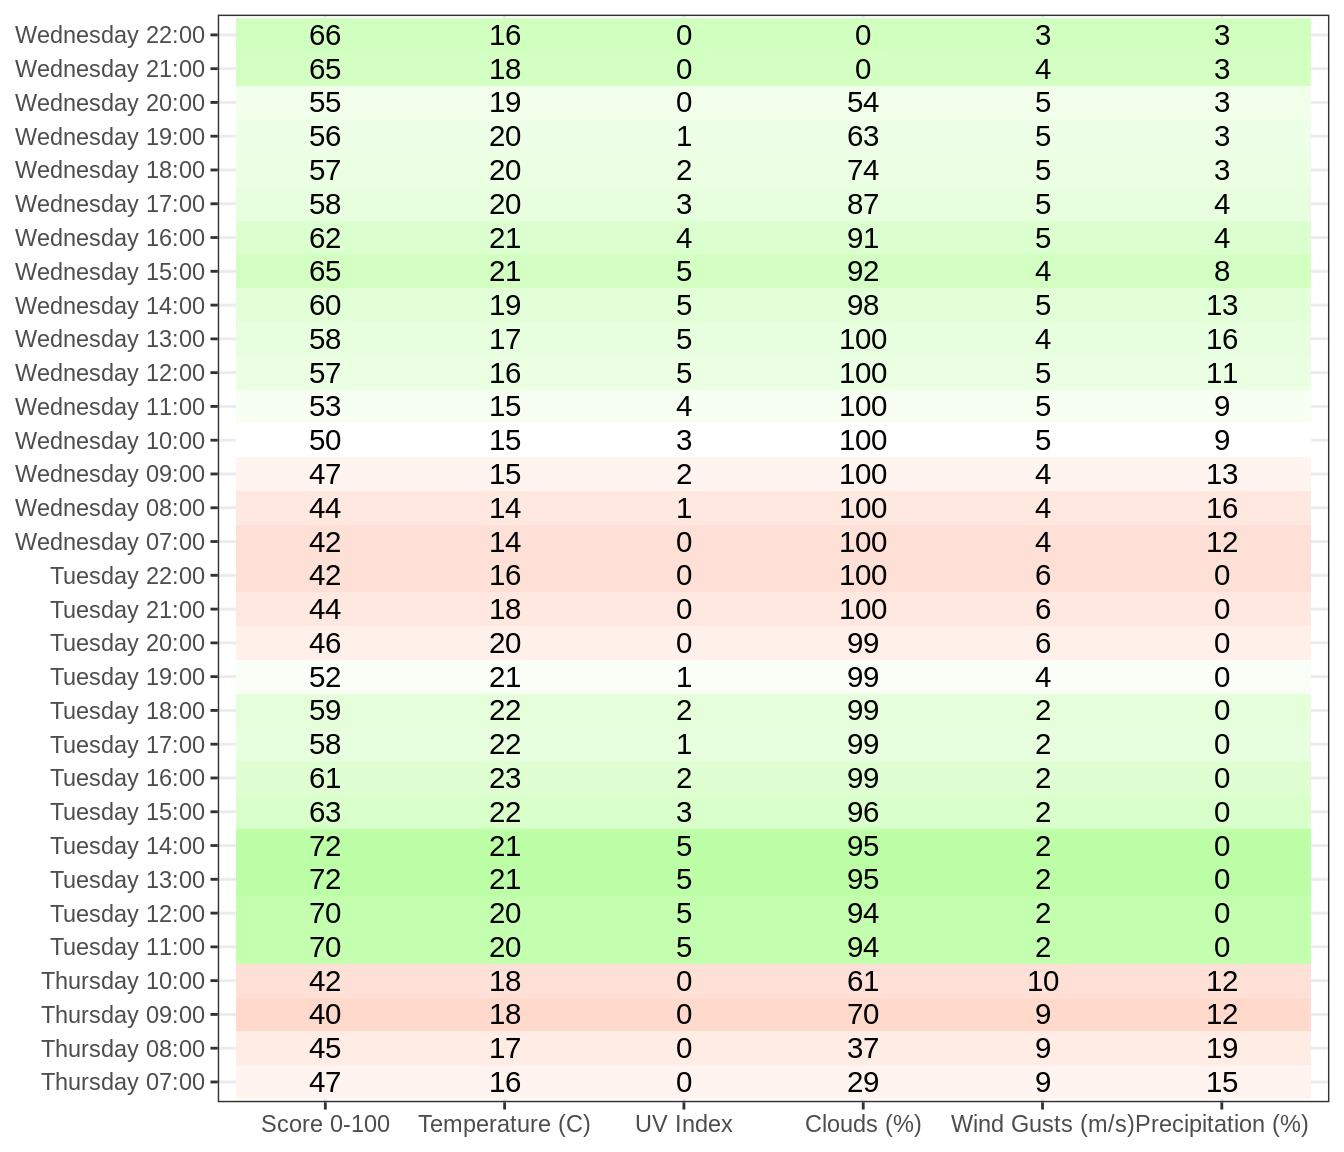 Wednesday 22:00 66 16 0 0 3 3
Wednesday 21:00 65 18 0 0 4 3
Wednesday 20:00 55 19 0 54 5 3
Wednesday 19:00 56 20 1 63 5 3
Wednesday 18:00 57 20 2 74 5 3
Wednesday 17:00 58 20 3 87 5 4
Wednesday 16:00 62 21 4 91 5 4
Wednesday 15:00 65 21 5 92 4 8
Wednesday 14:00 60 19 5 98 5 13
Wednesday 13:00 58 17 5 100 4 16
Wednesday 12:00 57 16 5 100 5 11
Wednesday 11:00 53 15 4 100 5 9
Wednesday 10:00 50 15 3 100 5 9
Wednesday 09:00 47 15 2 100 4 13
Wednesday 08:00 44 14 1 100 4 16
Wednesday 07:00 42 14 0 100 4 12
Tuesday 22:00 42 16 0 100 6 0
Tuesday 21:00 44 18 0 100 6 0
Tuesday 20:00 46 20 0 99 6 0
Tuesday 19:00 52 21 1 99 4 0
Tuesday 18:00 59 22 2 99 2 0
Tuesday 17:00 58 22 1 99 2 0
Tuesday 16:00 61 23 2 99 2 0
Tuesday 15:00 63 22 3 96 2 0
Tuesday 14:00 72 21 5 95 2 0
Tuesday 13:00 72 21 5 95 2 0
Tuesday 12:00 70 20 5 94 2 0
Tuesday 11:00 70 20 5 94 2 0
Thursday 10:00 42 18 0 61 10 12
Thursday 09:00 40 18 0 70 9 12
Thursday 08:00 45 17 0 37 9 19
Thursday 07:00 47 16 0 29 9 15
Score 0-100 Temperature (C) UV Index Clouds (%) Wind Gusts (m/s) Precipitation (%)